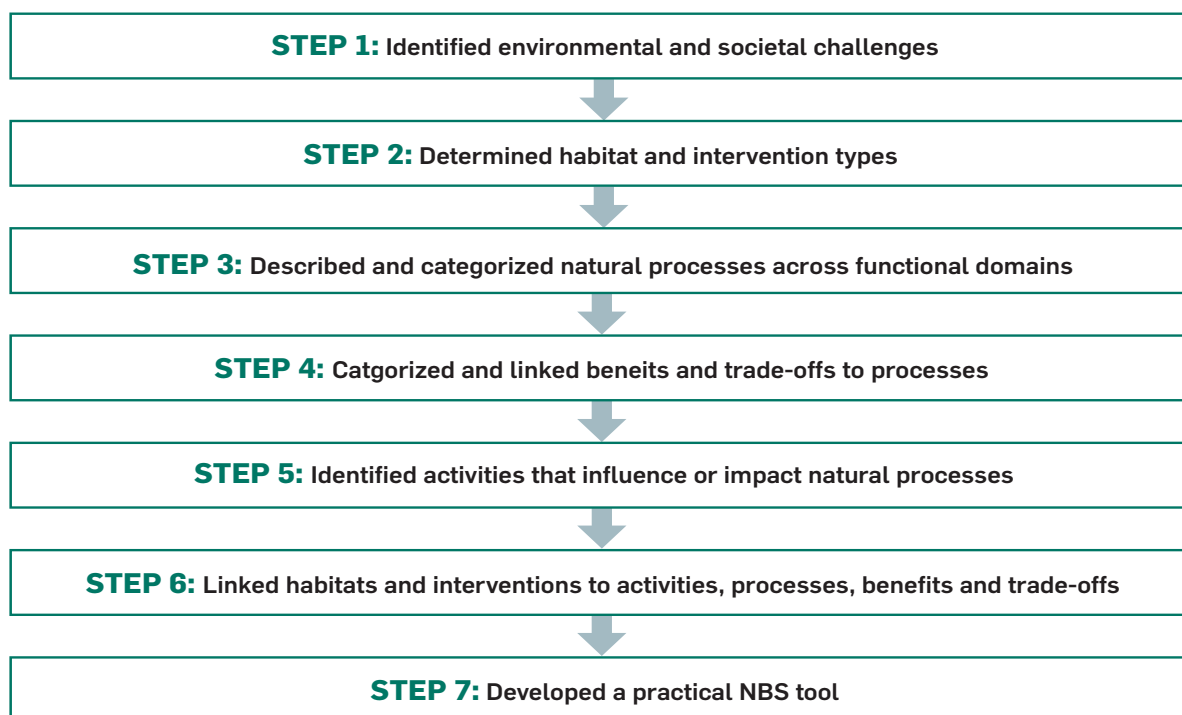 STEP 1: Identified environmental and societal challenges
STEP 2: Determined habitat and intervention types
STEP 3: Described and categorized natural processes across functional domains
STEP 4: Catgorized and linked beneits and trade-offs to processes
STEP 5: Identified activities that influence or impact natural processes
STEP 6: Linked habitats and interventions to activities, processes, benefits and trade-offs
STEP 7: Developed a practical NBS tool